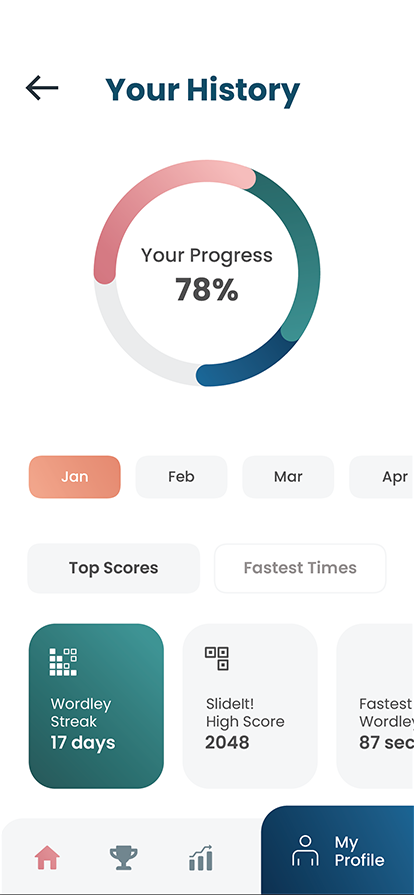 Your History
Your Progress
78%
Jan Feb Mar Apr
Top Scores Fastest Times
Wordley
Streak
17 days
SlideIt!
High Score
2048
Fastest
Wordley
87 sec
My
Profile